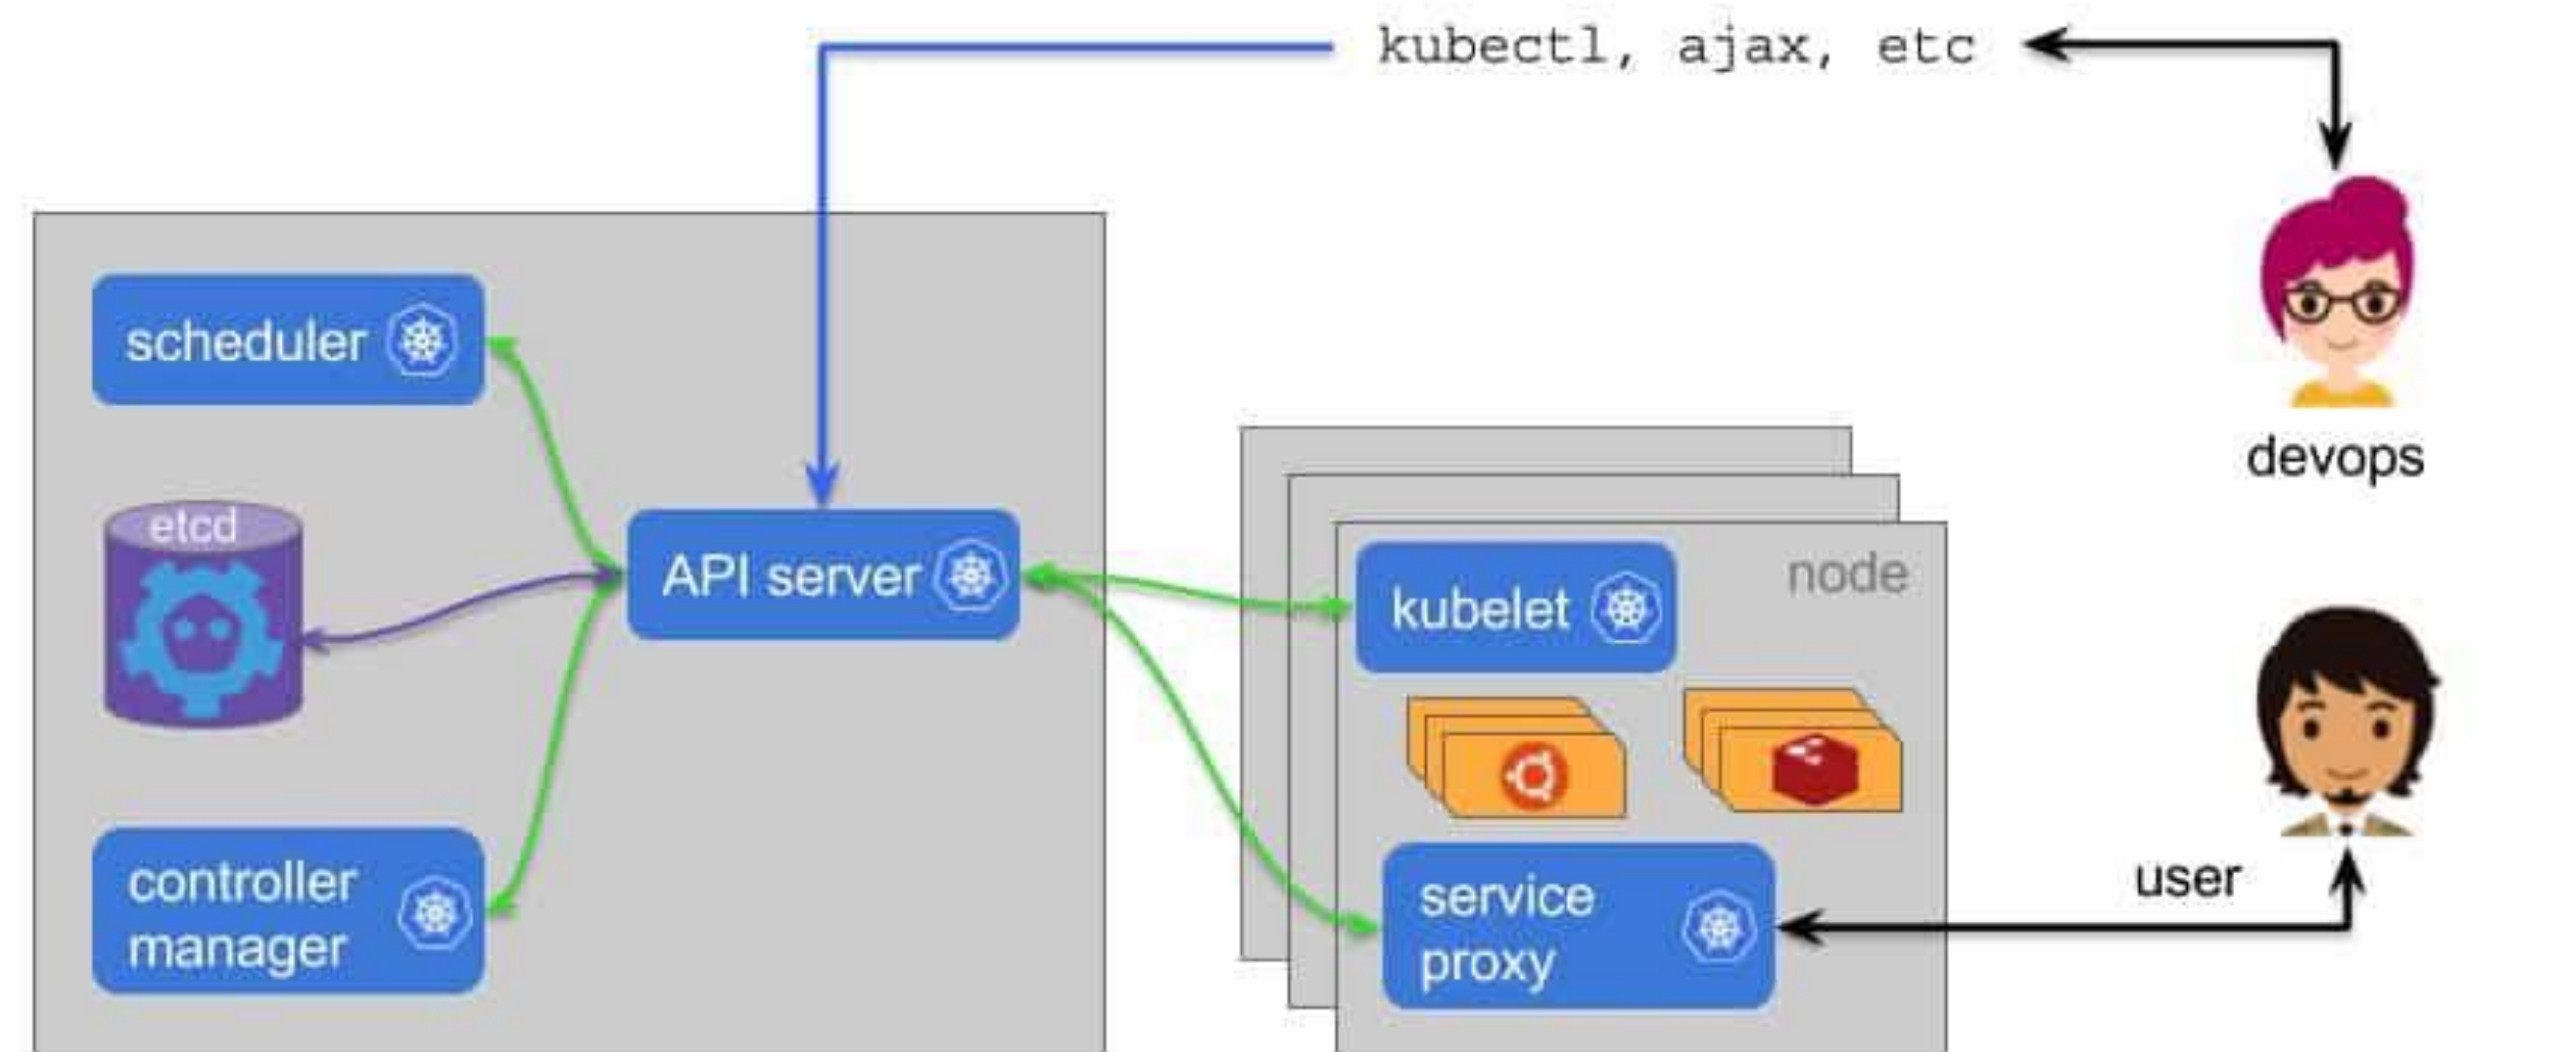 kubectl, ajax, etc
scheduler
etcd
API server
controller
manager
node
kubelet
service
proxy
devops
user